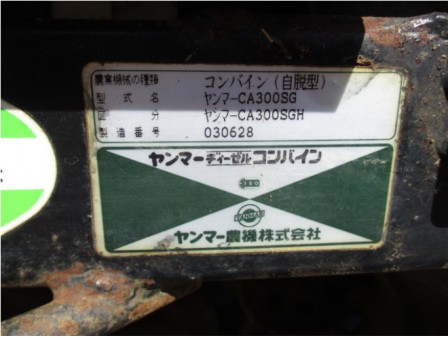 農業機械の種類 コンバイン(自脱型)
型式名 ヤンマーCA300SG
区分 ヤンマーCA300SGH
製造番号 030628
ヤンマーディーゼルコンバイン
ヤンマー農機株式会社